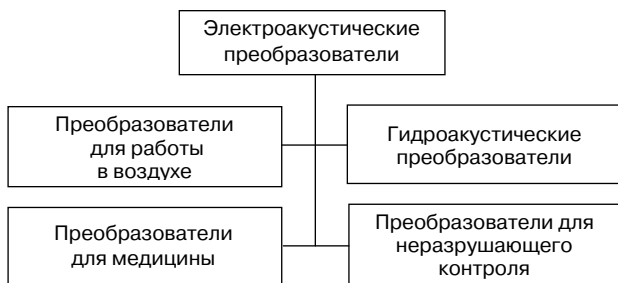 Электроакустические
преобразователи
Преобразователи
для работы
в воздухе
Гидроакустические
преобразователи
Преобразователи
для медицины
Преобразователи для
неразрушающего
контроля